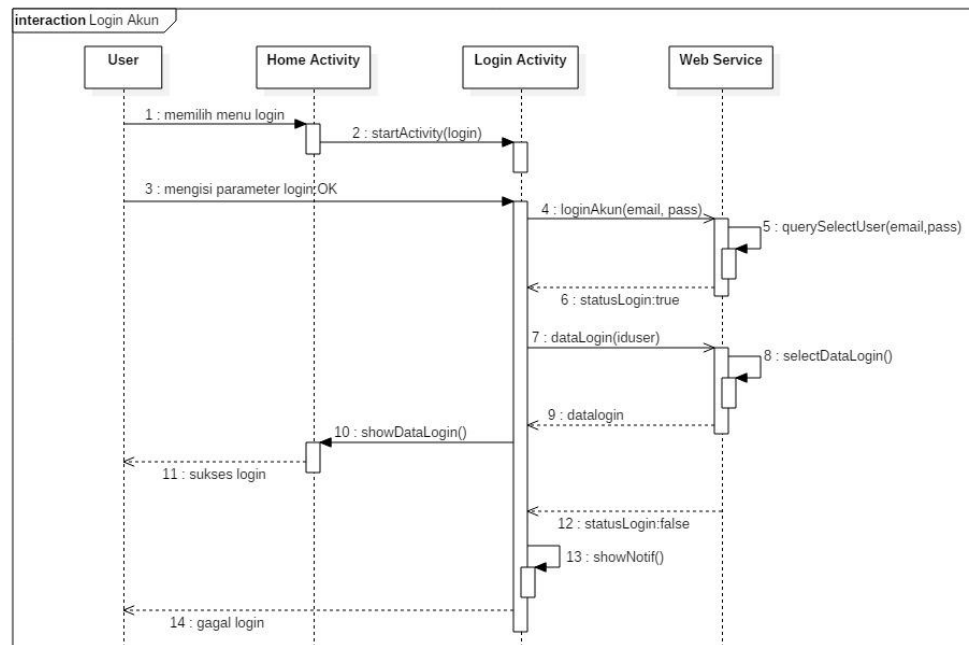 interaction Login Akun
User
Home Activity
Login Activity
Web Service
1 : memilih menu login
2 : startActivity(login)
3 : mengisi parameter login:OK
4 : loginAkun(email, pass)
5 : querySelectUser(email,pass)
6 : statusLogin:true
7 : dataLogin(iduser)
8 : selectDataLogin()
9 : datalogin
10 : showDataLogin()
11 : sukses login
12 : statusLogin:false
13 : showNotif()
14 : gagal login